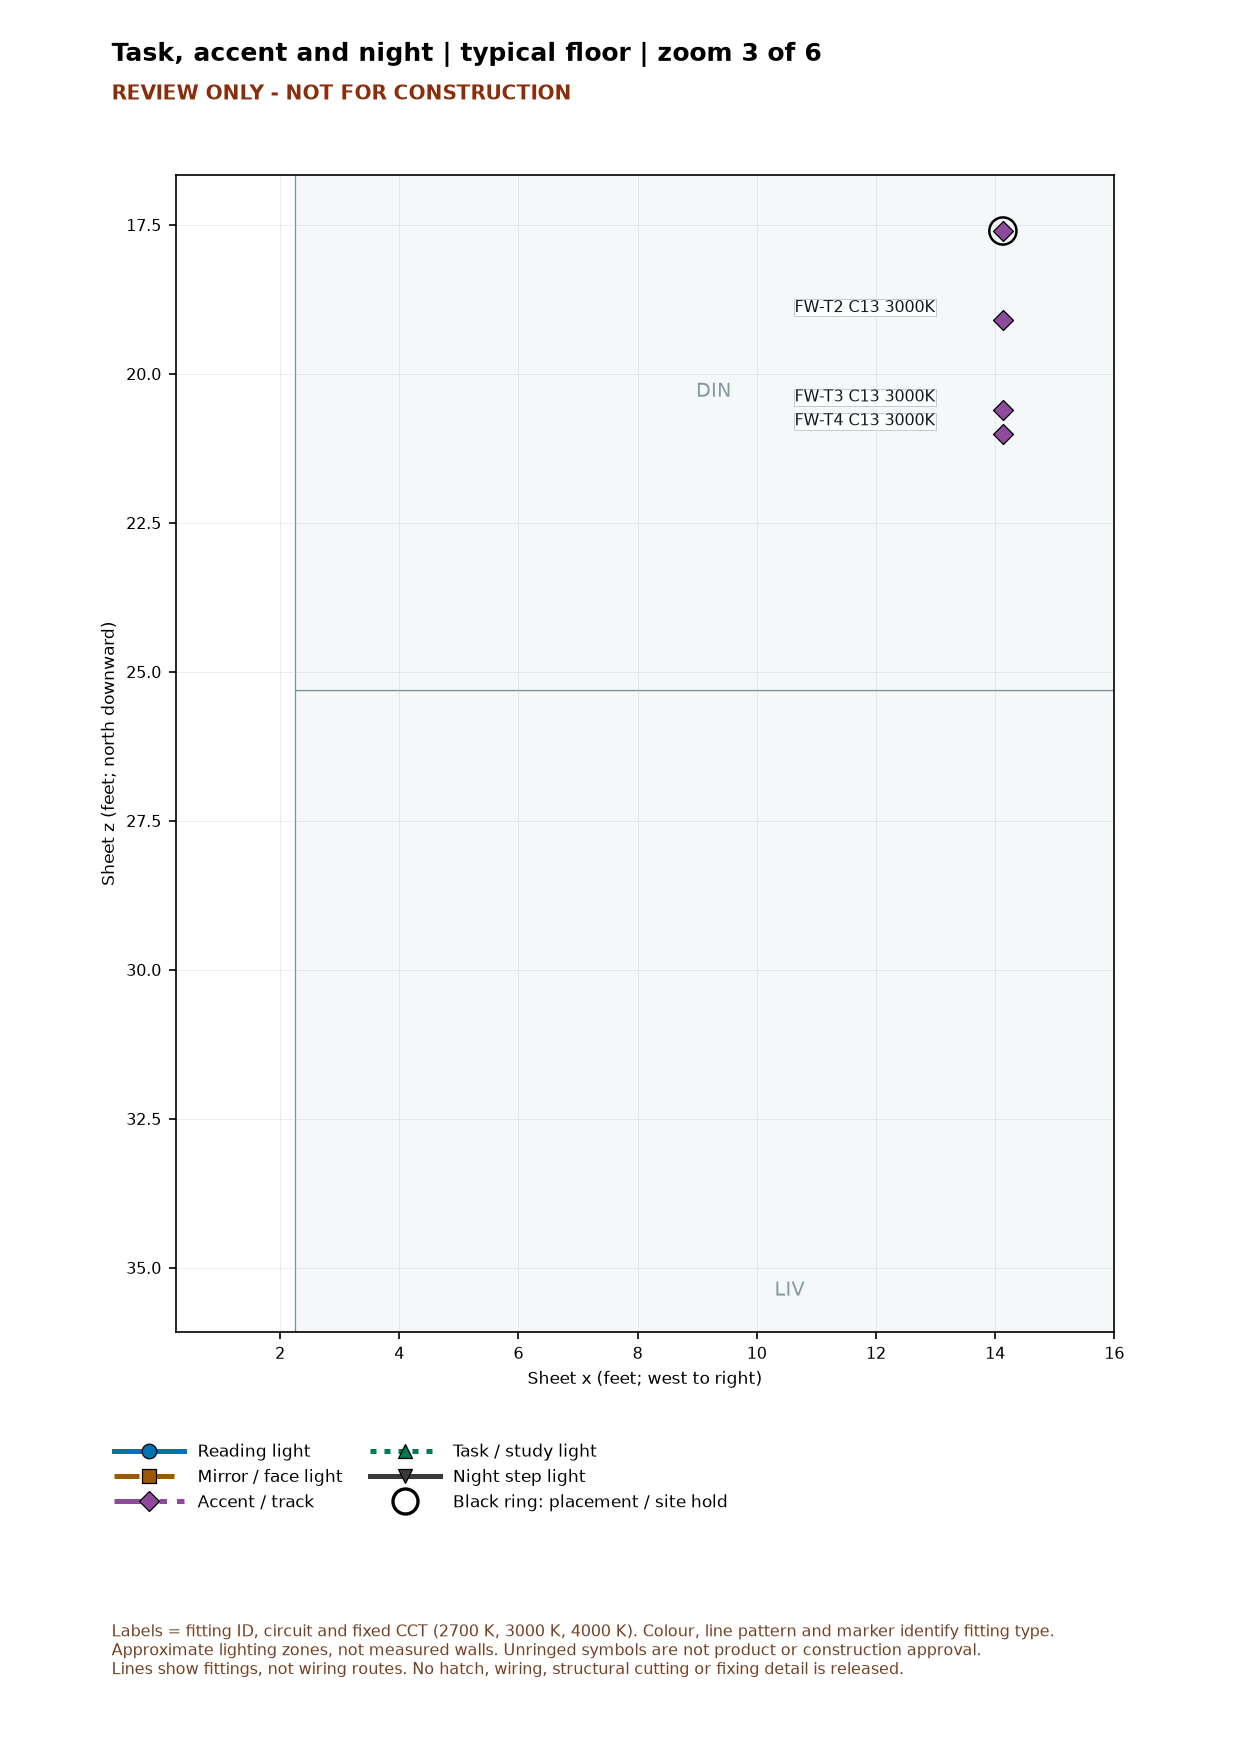 Task, accent and night | typical floor | zoom 3 of 6
REVIEW ONLY - NOT FOR CONSTRUCTION
17.5
FW-T2 C13 3000K
20.0
DIN
FW-T3 C13 3000K
FW-T4 C13 3000K
22.5
25.0
Sheet z (feet; north downward)
27.5
30.0
32.5
35.0
LIV
2 4 6 8 10 12 14 16
Sheet x (feet; west to right)
Reading light
Task / study light
Mirror / face light
Night step light
Accent / track
Black ring: placement / site hold
Labels = fitting ID, circuit and fixed CCT (2700 K, 3000 K, 4000 K). Colour, line pattern and marker identify fitting type.
Approximate lighting zones, not measured walls. Unringed symbols are not product or construction approval.
Lines show fittings, not wiring routes. No hatch, wiring, structural cutting or fixing detail is released.